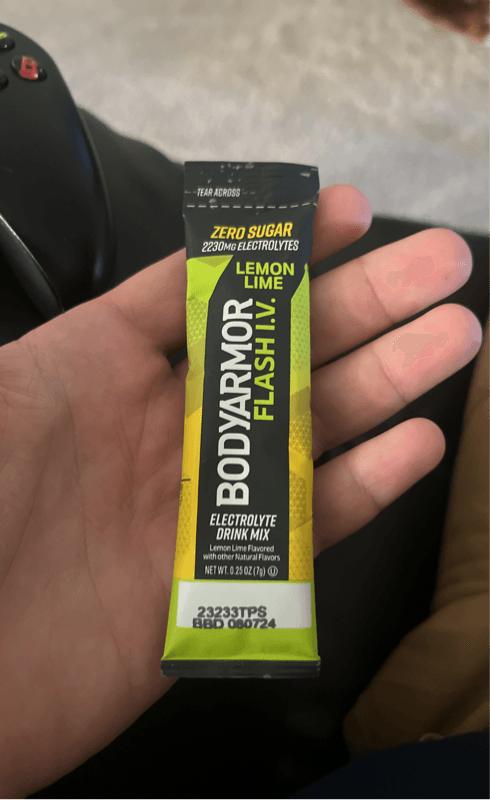 TEAR ACROSS
ZERO SUGAR
2230MG ELECTROLYTES
LEMON
LIME
BODYARMOR
FLASH I.V.
ELECTROLYTE
DRINK MIX
Lemon Lime Flavored
with other Natural Flavors
NET WT. 0.25 OZ (7g) U
23233TPS
BBD 080724